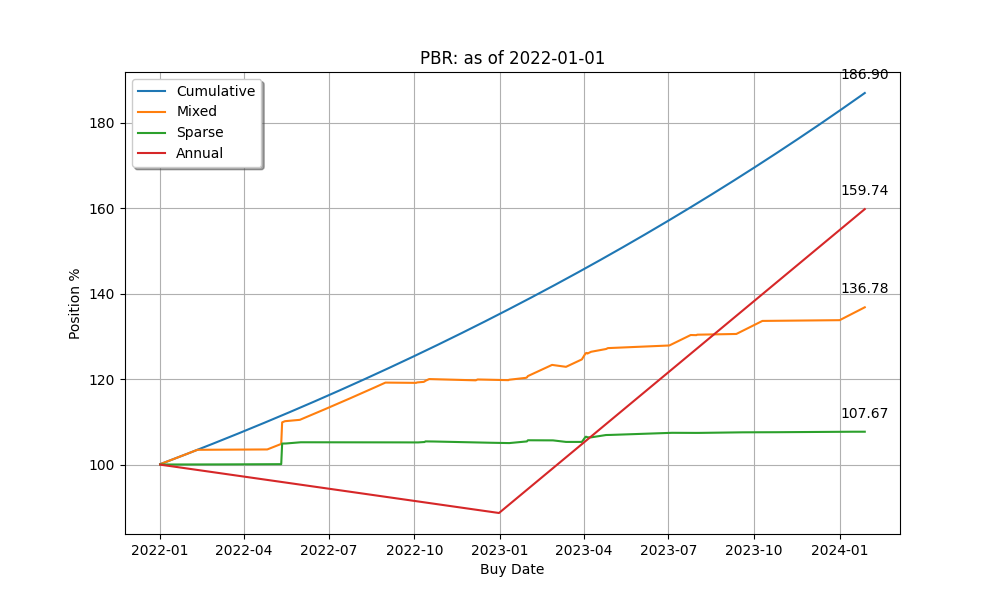 PBR: as of 2022-01-01
186.90
Cumulative
Mixed
Sparse
Annual
180
159.74
160
136.78
140
Position %
120
107.67
100
2022-01 2022-04 2022-07 2022-10 2023-01 2023-04 2023-07 2023-10 2024-01
Buy Date